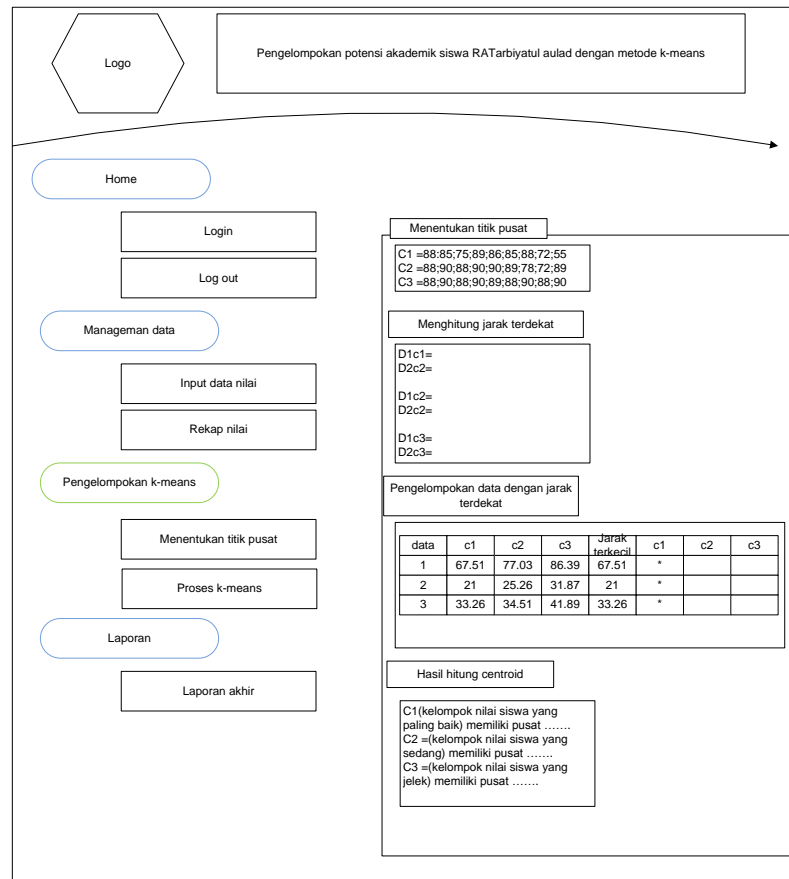 Logo
Pengelompokan potensi akademik siswa RATarbiyatul aulad dengan metode k-means
Home
Login
Log out
Manageman data
Input data nilai
Rekap nilai
Pengelompokan k-means
Menentukan titik pusat
Proses k-means
Laporan
Laporan akhir
Menentukan titik pusat
C1 =88:85;75;89;86;85;88;72;55
C2 =88;90;88;90;90;89;78;72;89
C3 =88;90;88;90;89;88;90;88;90
Menghitung jarak terdekat
D1c1=
D2c2=
D1c2=
D2c2=
D1c3=
D2c3=
Pengelompokan data dengan jarak
terdekat
data c1 c2 c3 Jarak terkecil c1 c2 c3
1 67.51 77.03 86.39 67.51 *
2 21 25.26 31.87 21 *
3 33.26 34.51 41.89 33.26 *
Hasil hitung centroid
C1(kelompok nilai siswa yang
paling baik) memiliki pusat …….
C2 =(kelompok nilai siswa yang
sedang) memiliki pusat …….
C3 =(kelompok nilai siswa yang
jelek) memiliki pusat …….